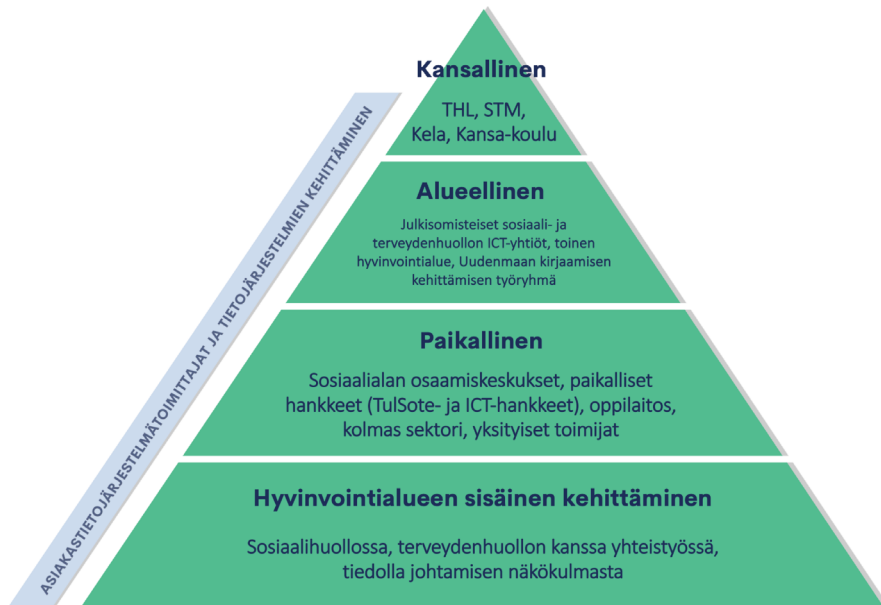 Kansallinen
THL, STM,
Kela, Kansa-koulu
Alueellinen
Julkisomisteiset sosiaali- ja
terveydenhuollon ICT-yhtiöt, toinen
hyvinvointialue, Uudenmaan kirjaamisen
kehittämisen työryhmä
Paikallinen
Sosiaalialan osaamiskeskukset, paikalliset
hankkeet (TulSote- ja ICT-hankkeet), oppilaitos,
kolmas sektori, yksityiset toimijat
Hyvinvointialueen sisäinen kehittäminen
Sosiaalihuollossa, terveydenhuollon kanssa yhteistyössä,
tiedolla johtamisen näkökulmasta
ASIAKASTIETOJÄRJESTELMÄTOIMITTAJAT JA TIETOJÄRJESTELMIEN KEHITTÄMINEN